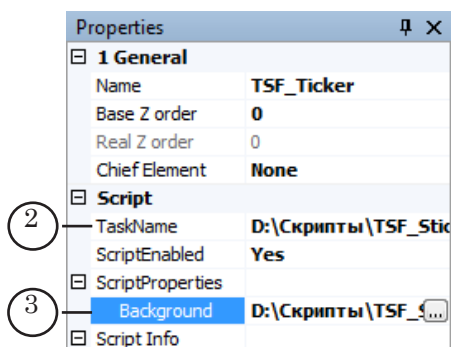 Properties
1 General
Name TSF_Ticker
Base Z order 0
Real Z order 0
Chief Element None
Script
2 TaskName D:\Скрипты\TSF_Stic
ScriptEnabled Yes
ScriptProperties
3 Background D:\Скрипты\TSF_S...
Script Info